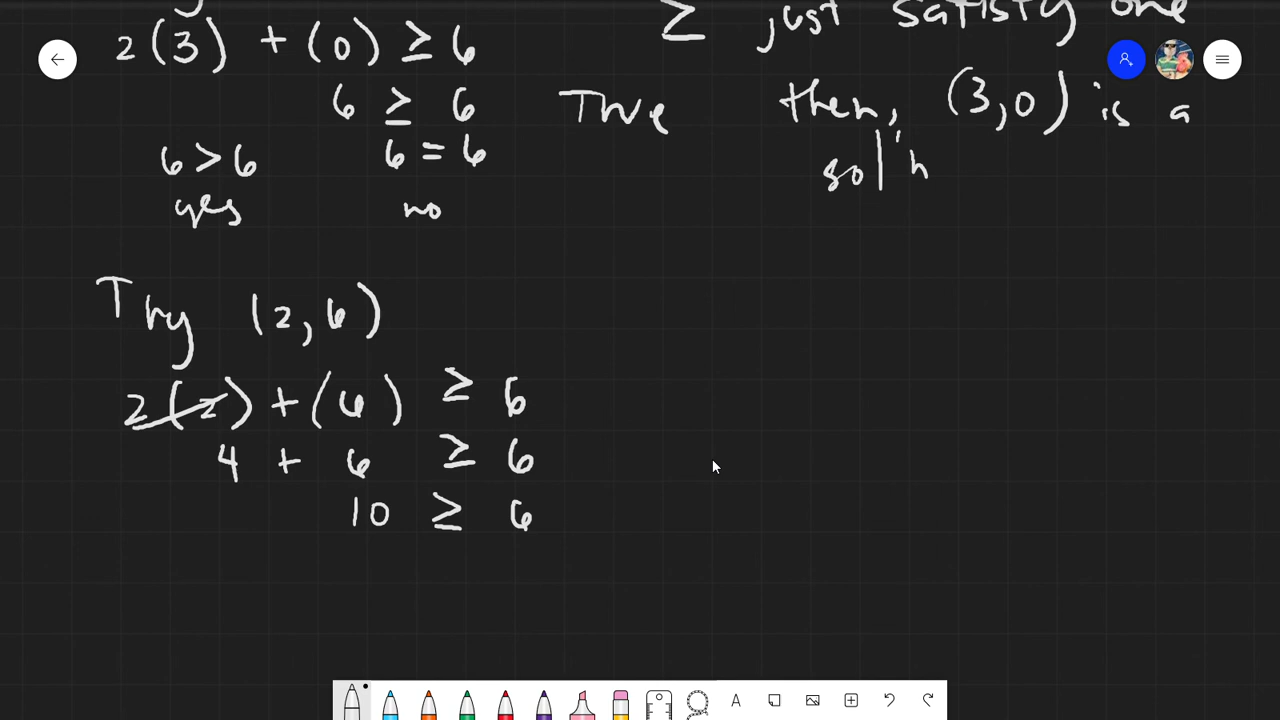 ≥ just satisfy one
2(3) + (0) ≥ 6
6 ≥ 6 True then, (3,0) is a
6 > 6 6 = 6 sol'n
yes no
Try (2,6)
2(2) + (6) ≥ 6
4 + 6 ≥ 6
10 ≥ 6
A